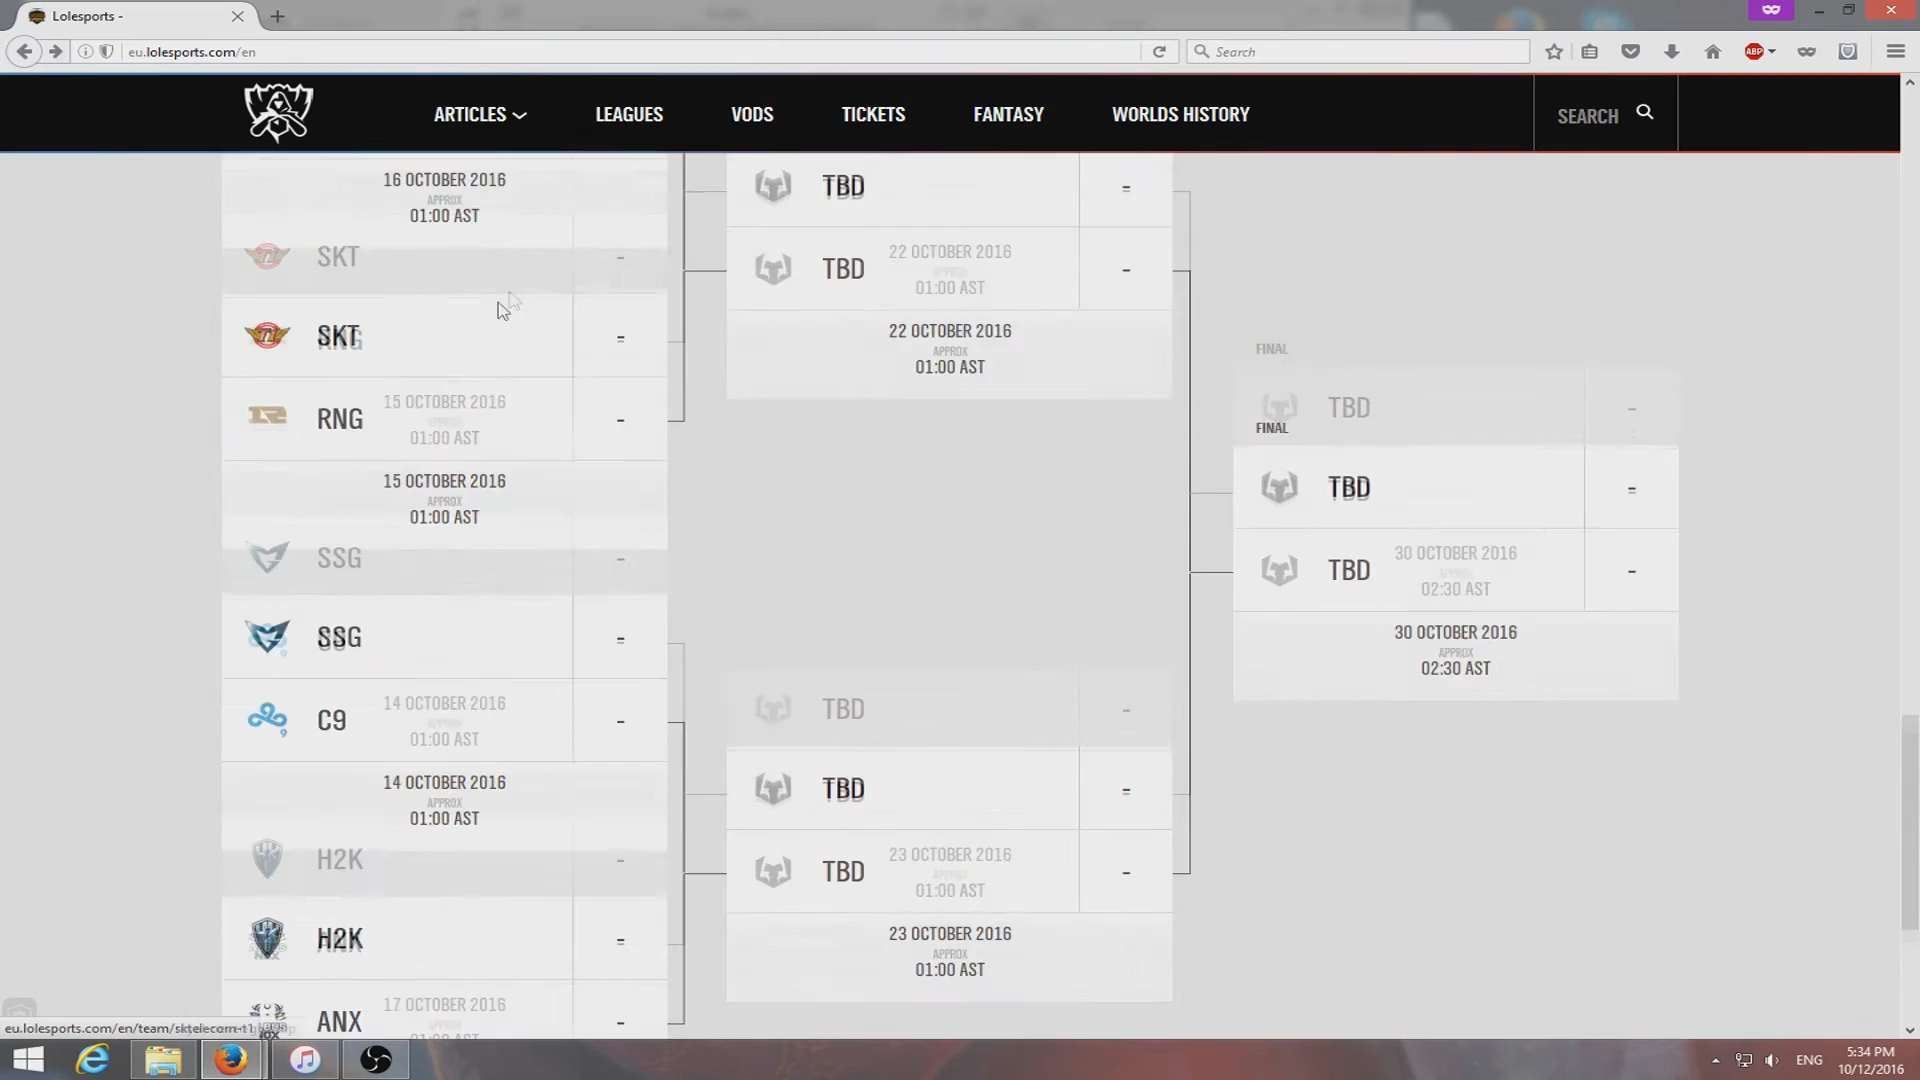 Lolesports -
eu.lolesports.com/en
Search
ABP
ARTICLES
LEAGUES
VODS
TICKETS
FANTASY
WORLDS HISTORY
SEARCH
16 OCTOBER 2016
APPROX
01:00 AST
SKT
-
SKT
-
RNG
15 OCTOBER 2016
01:00 AST
-
15 OCTOBER 2016
APPROX
01:00 AST
SSG
-
SSG
-
C9
14 OCTOBER 2016
01:00 AST
-
14 OCTOBER 2016
APPROX
01:00 AST
H2K
-
H2K
-
ANX
17 OCTOBER 2016
-
TBD
-
TBD
22 OCTOBER 2016
APPROX
01:00 AST
-
22 OCTOBER 2016
APPROX
01:00 AST
TBD
-
TBD
-
TBD
23 OCTOBER 2016
APPROX
01:00 AST
-
23 OCTOBER 2016
APPROX
01:00 AST
FINAL
TBD
-
FINAL
TBD
-
TBD
30 OCTOBER 2016
02:30 AST
-
30 OCTOBER 2016
APPROX
02:30 AST
eu.lolesports.com/en/team/sktelecom-t1
ENG
5:34 PM
10/12/2016